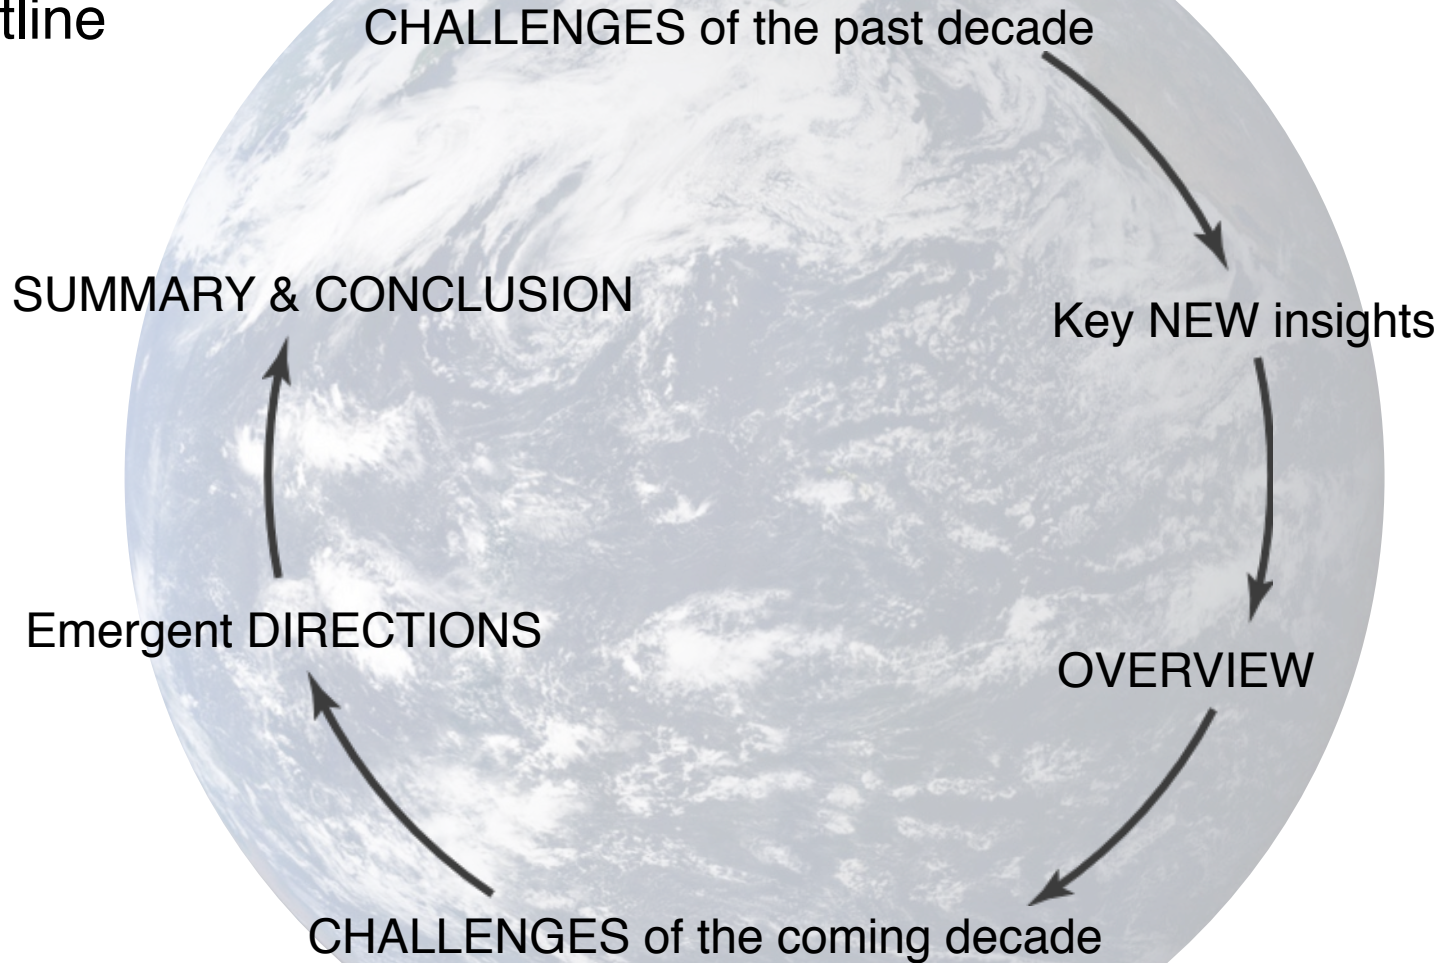 tline
CHALLENGES of the past decade
Key NEW insights
OVERVIEW
CHALLENGES of the coming decade
Emergent DIRECTIONS
SUMMARY & CONCLUSION